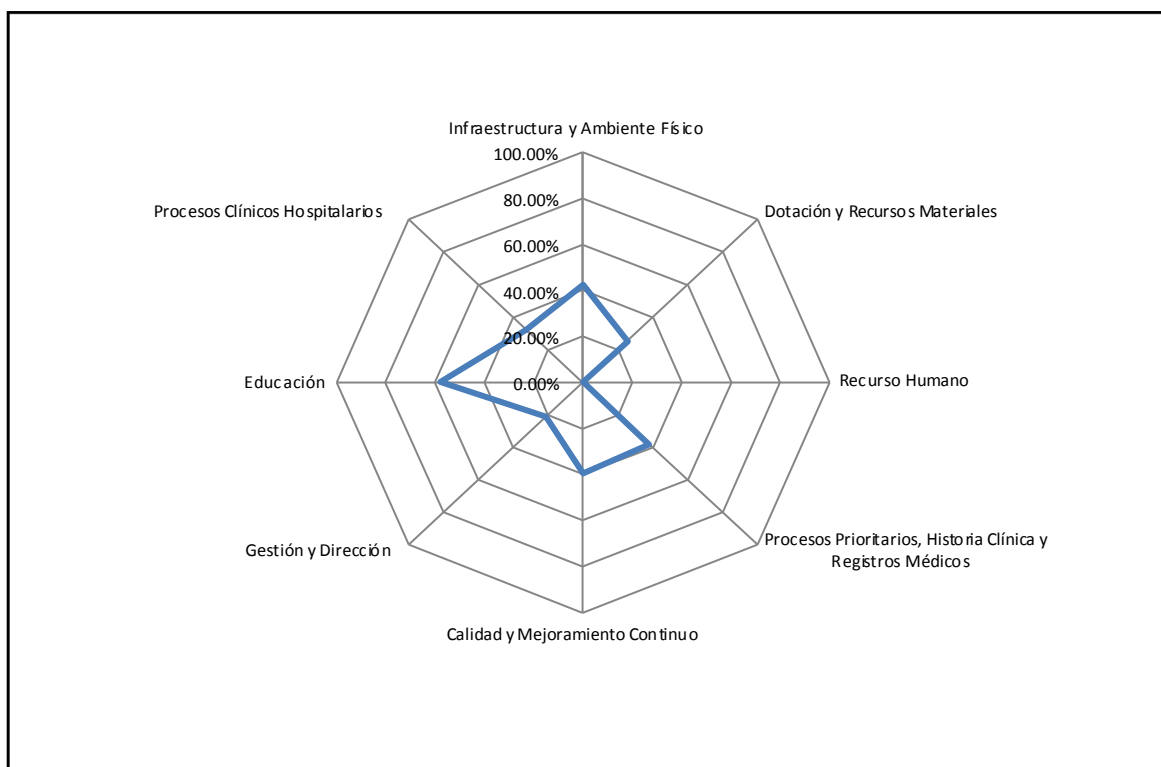 Infraestructura y Ambiente Físico
100.00%
80.00%
Procesos Clínicos Hospitalarios
Dotación y Recursos Materiales
60.00%
40.00%
20.00%
0.00%
Educación
Recurso Humano
Gestión y Dirección
Procesos Prioritarios, Historia Clínica y
Registros Médicos
Calidad y Mejoramiento Continuo